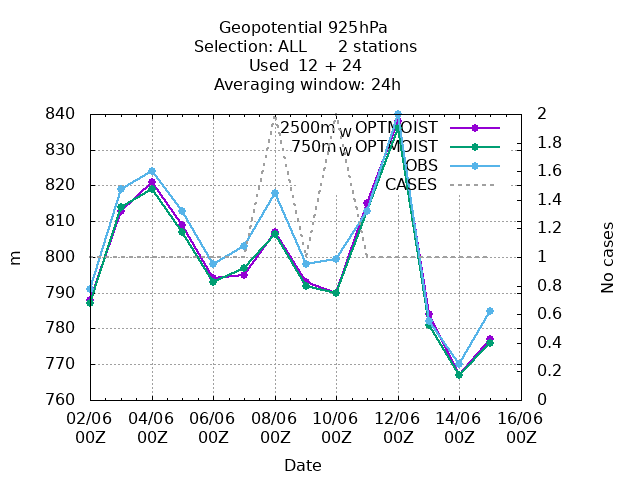 Geopotential 925hPa
Selection: ALL 2 stations
Used 12 + 24
Averaging window: 24h
840 2
2500m w OPTMOIST
830 1.8
750m w OPTMOIST
820 1.6
OBS
CASES
810 1.4
1.2
800 1
790 0.8
780 0.6
770 0.4
0.2
760 0
m
No cases
02/06 04/06 06/06 08/06 10/06 12/06 14/06 16/06
00Z 00Z 00Z 00Z 00Z 00Z 00Z 00Z
Date